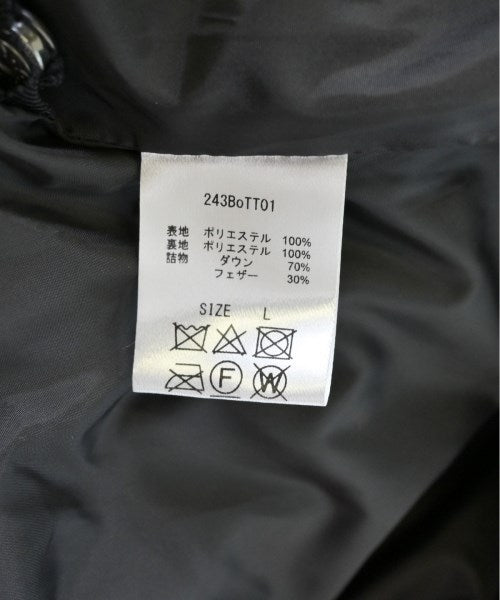 243BoTT01
表地 ポリエステル 100%
裏地 ポリエステル 100%
詰物 ダウン 70%
フェザー 30%
SIZE L
F W